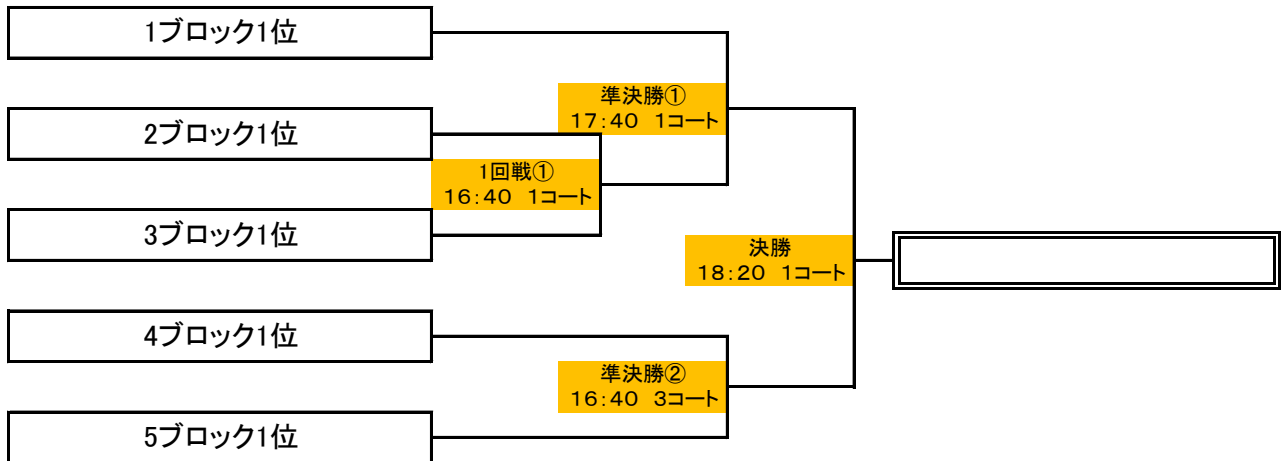 1ブロック1位
準決勝①
17:40 1コート
2ブロック1位
1回戦①
16:40 1コート
3ブロック1位
決勝
18:20 1コート
4ブロック1位
準決勝②
16:40 3コート
5ブロック1位